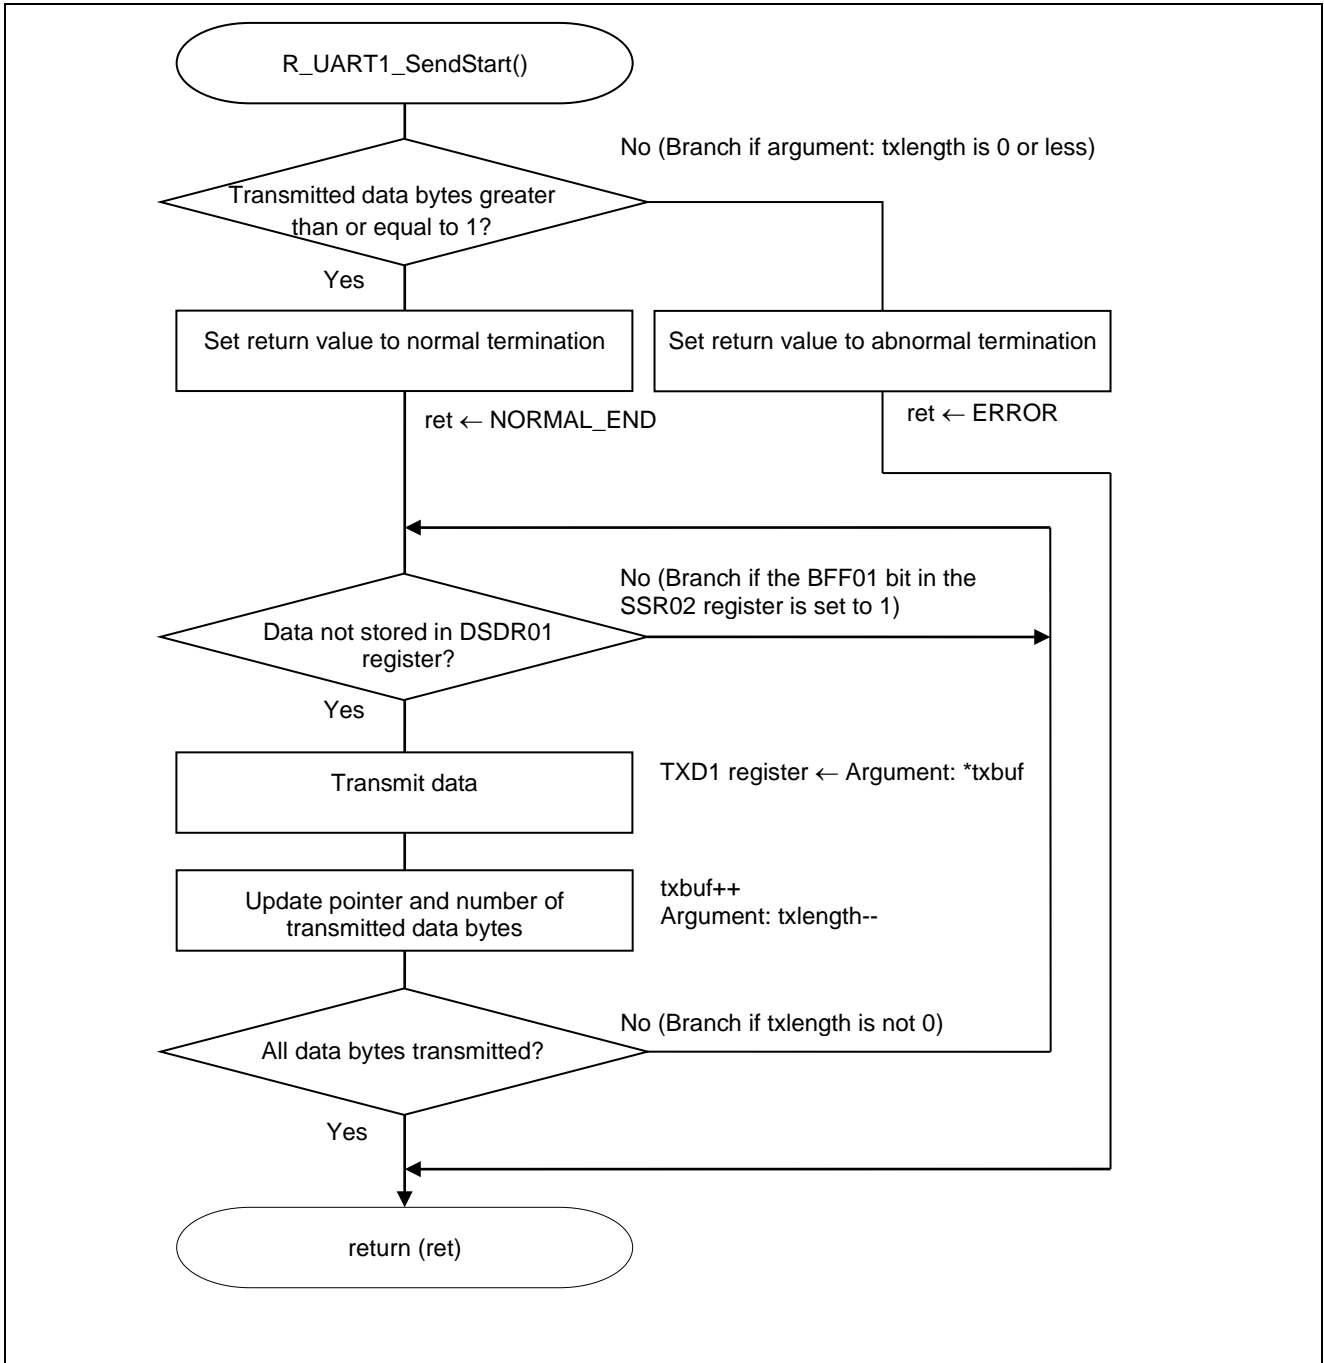 R_UART1_SendStart()
No (Branch if argument: txlength is 0 or less)
Transmitted data bytes greater
than or equal to 1?
Yes
Set return value to normal termination
Set return value to abnormal termination
ret ← NORMAL_END
ret ← ERROR
No (Branch if the BFF01 bit in the
SSR02 register is set to 1)
Data not stored in DSDR01
register?
Yes
Transmit data
TXD1 register ← Argument: *txbuf
Update pointer and number of
transmitted data bytes
txbuf++
Argument: txlength--
No (Branch if txlength is not 0)
All data bytes transmitted?
Yes
return (ret)